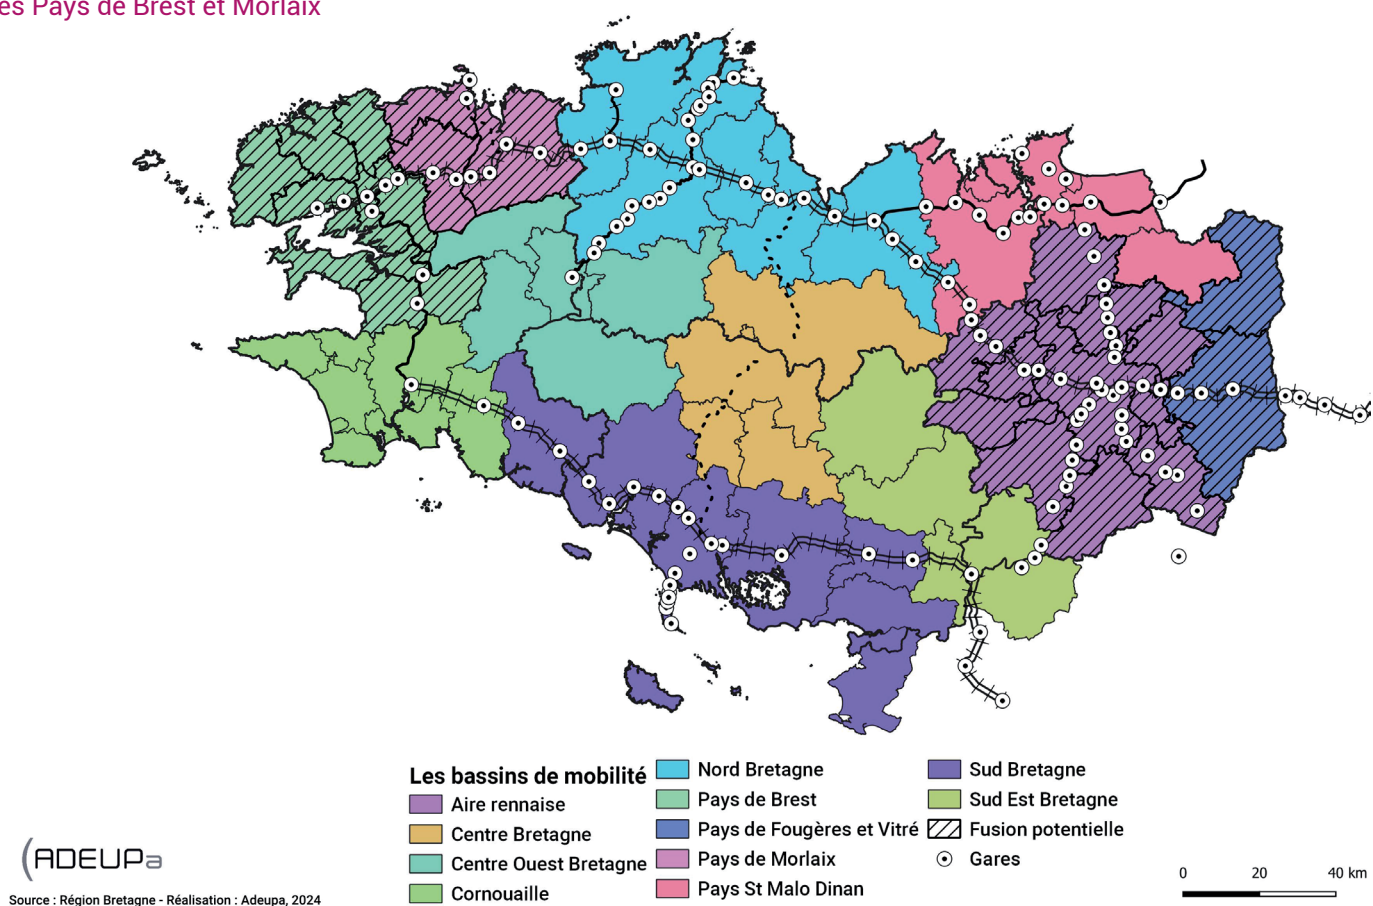 es Pays de Brest et Morlaix
Les bassins de mobilité
Aire rennaise
Centre Bretagne
Centre Ouest Bretagne
Cornouaille
Nord Bretagne
Pays de Brest
Pays de Fougères et Vitré
Pays de Morlaix
Pays St Malo Dinan
Sud Bretagne
Sud Est Bretagne
Fusion potentielle
Gares
0 20 40 km
ADEUPa
Source : Région Bretagne - Réalisation : Adeupa, 2024